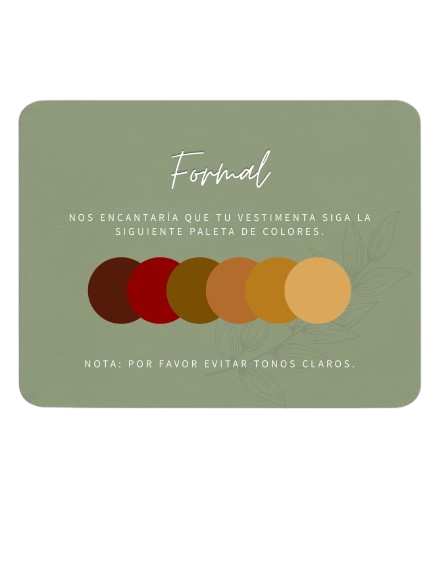 Formal
NOS ENCANTARÍA QUE TU VESTIMENTA SIGA LA
SIGUIENTE PALETA DE COLORES.
NOTA: POR FAVOR EVITAR TONOS CLAROS.